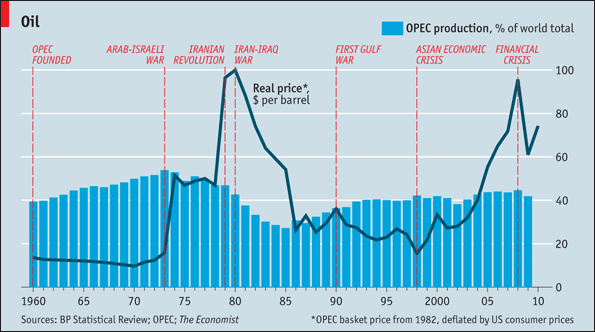 Oil
OPEC production, % of world total
OPEC
FOUNDED
ARAB-ISRAELI
WAR
IRANIAN
REVOLUTION
IRAN-IRAQ
WAR
FIRST GULF
WAR
ASIAN ECONOMIC
CRISIS
FINANCIAL
CRISIS
Real price*,
$ per barrel
100
80
60
40
20
0
1960 65 70 75 80 85 90 95 2000 05 10
Sources: BP Statistical Review; OPEC; The Economist
*OPEC basket price from 1982, deflated by US consumer prices